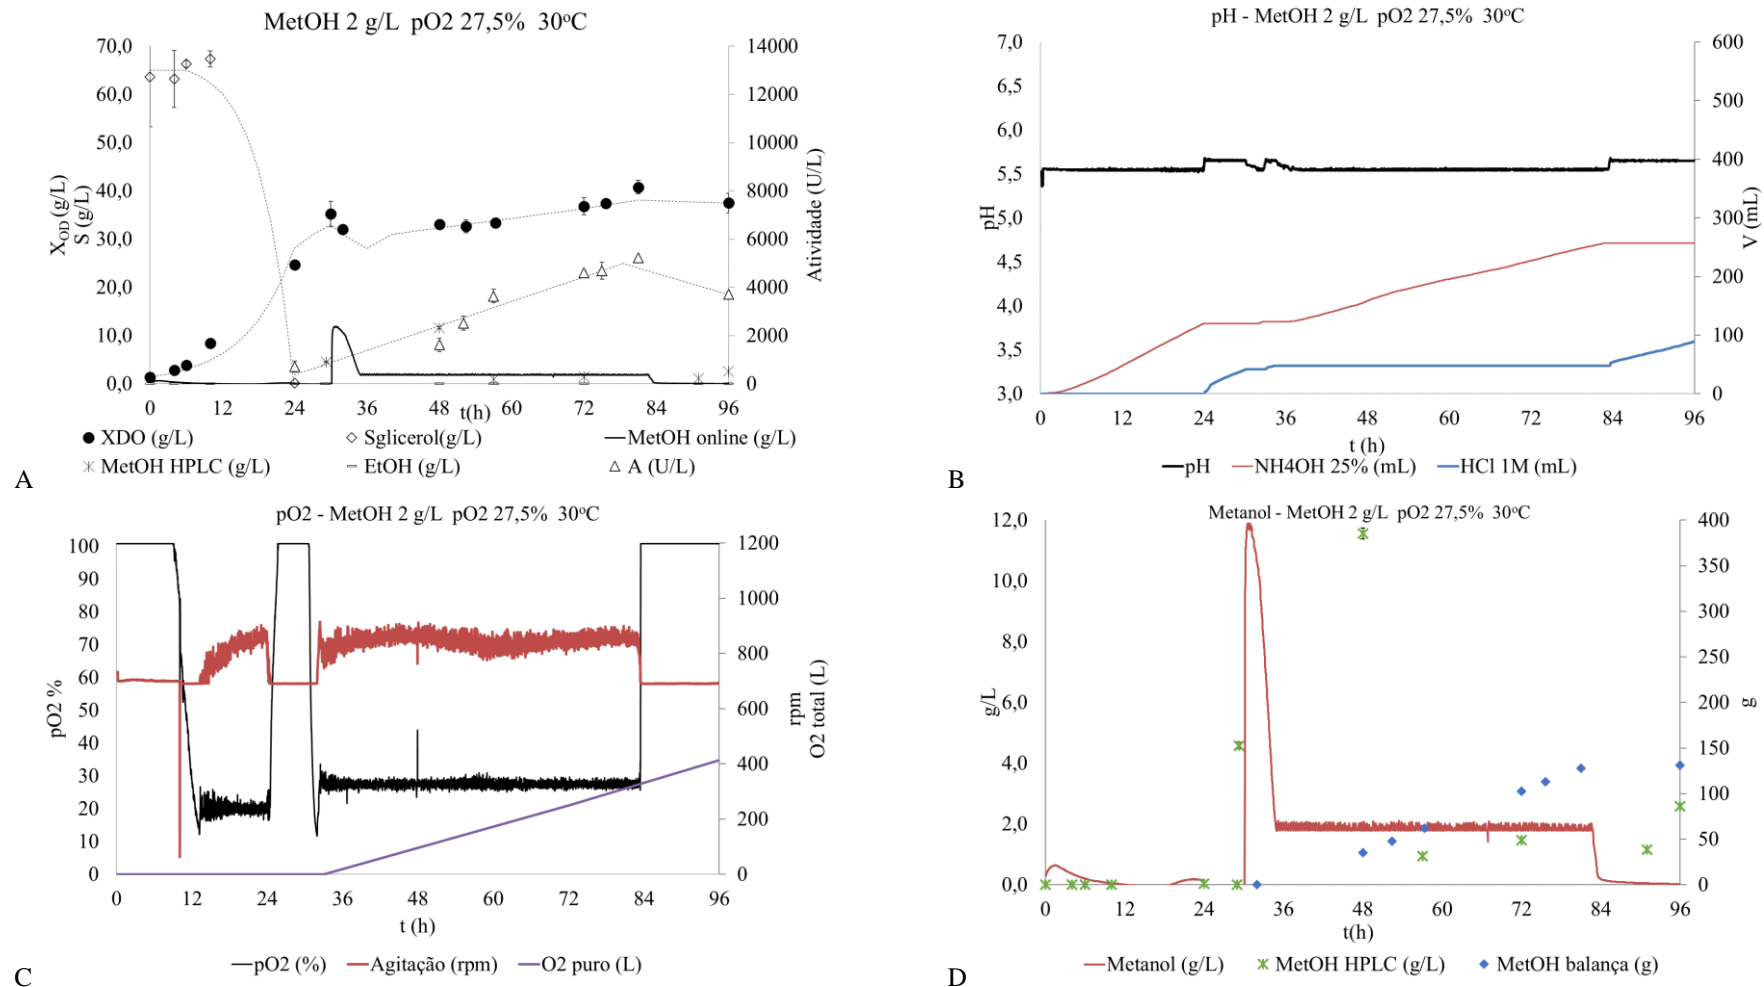 MetOH 2 g/L pO2 27,5% 30ºC
70,0
60,0
50,0
40,0
30,0
20,0
10,0
0,0
X_OD (g/L)
S (g/L)
14000
12000
10000
8000
6000
4000
2000
0
Atividade (U/L)
0 12 24 36 48 60 72 84 96
t(h)
XDO (g/L) Sglicerol(g/L) MetOH online (g/L)
MetOH HPLC (g/L) EtOH (g/L) A (U/L)
A
pH - MetOH 2 g/L pO2 27,5% 30ºC
7,0
6,5
6,0
5,5
5,0
4,5
4,0
3,5
3,0
pH
600
500
400
300
200
100
0
V (mL)
0 12 24 36 48 60 72 84 96
t (h)
pH NH4OH 25% (mL) HCl 1M (mL)
B
pO2 - MetOH 2 g/L pO2 27,5% 30ºC
100
90
80
70
60
50
40
30
20
10
0
pO2 %
1200
1000
800
600
400
200
0
rpm
O2 total (L)
0 12 24 36 48 60 72 84 96
t (h)
pO2 (%) Agitação (rpm) O2 puro (L)
C
Metanol - MetOH 2 g/L pO2 27,5% 30ºC
12,0
10,0
8,0
6,0
4,0
2,0
0,0
g/L
400
350
300
250
200
150
100
50
0
g
0 12 24 36 48 60 72 84 96
t(h)
Metanol (g/L) MetOH HPLC (g/L) MetOH balança (g)
D